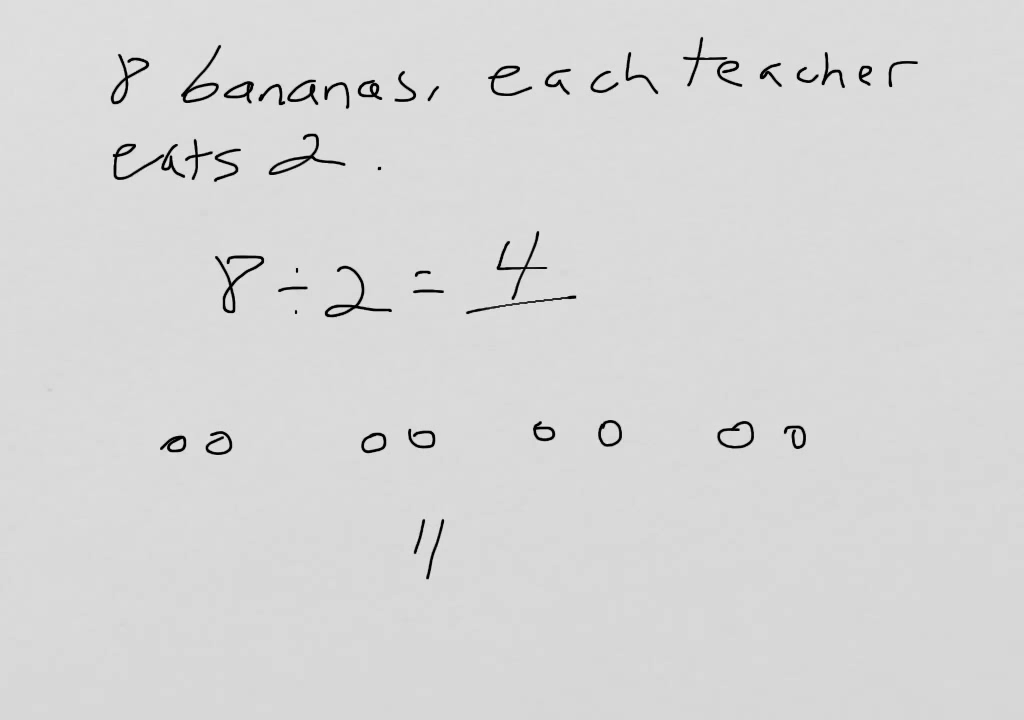 8 bananas, each teacher
eats 2.
8 ÷ 2 = 4